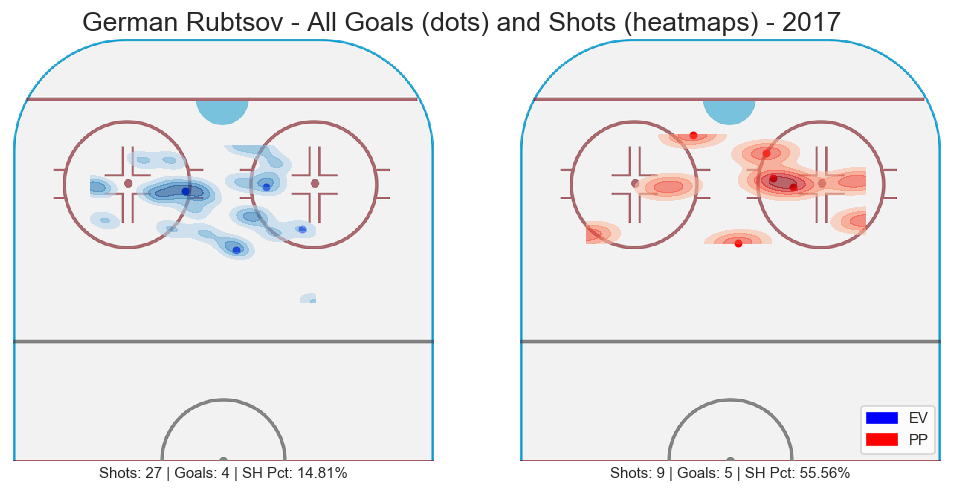 German Rubtsov - All Goals (dots) and Shots (heatmaps) - 2017
EV
PP
Shots: 27 | Goals: 4 | SH Pct: 14.81%
Shots: 9 | Goals: 5 | SH Pct: 55.56%